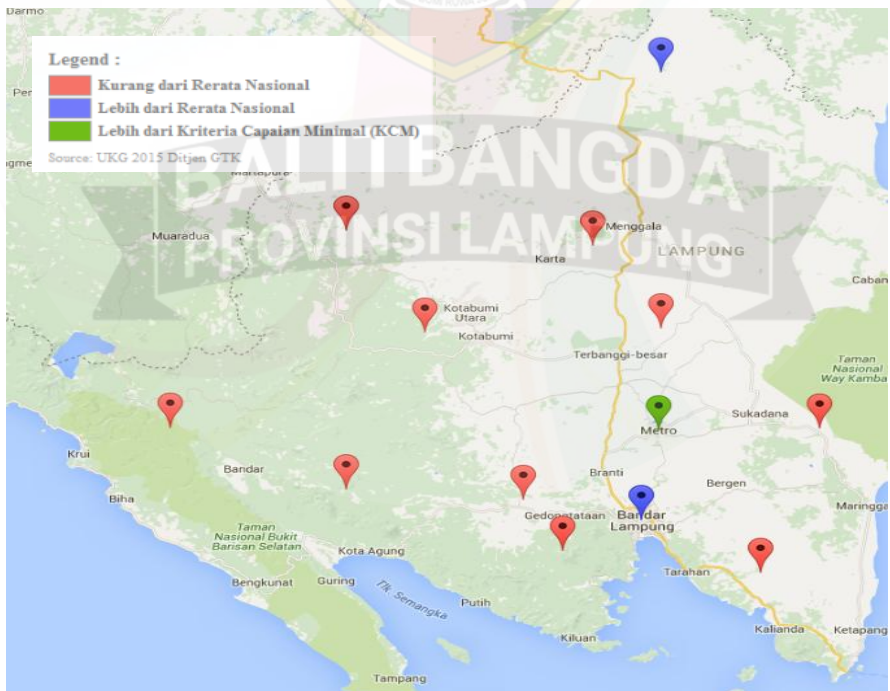 Darmo
Legend :
Kurang dari Rerata Nasional
Lebih dari Rerata Nasional
Lebih dari Kriteria Capaian Minimal (KCM)
Source: UKG 2015 Ditjen GTK
BALITBANGDA
PROVINSI LAMPUNG
Martapura
Muaradua
Menggala
Karta
LAMPUNG
Caban
Kotabumi
Utara
Kotabumi
Terbanggi-besar
Taman
Nasional
Way Kamba
Sukadana
Metro
Krui
Bandar
Branti
Bergen
Biha
Maringga
Gedongtataan
Bandar
Lampung
Taman
Nasional Bukit
Barisan Selatan
Kota Agung
Tarahan
Bengkunat
Guring
Tlk. Semangka
Putih
Kalianda
Ketapang
Kiluan
Tampang